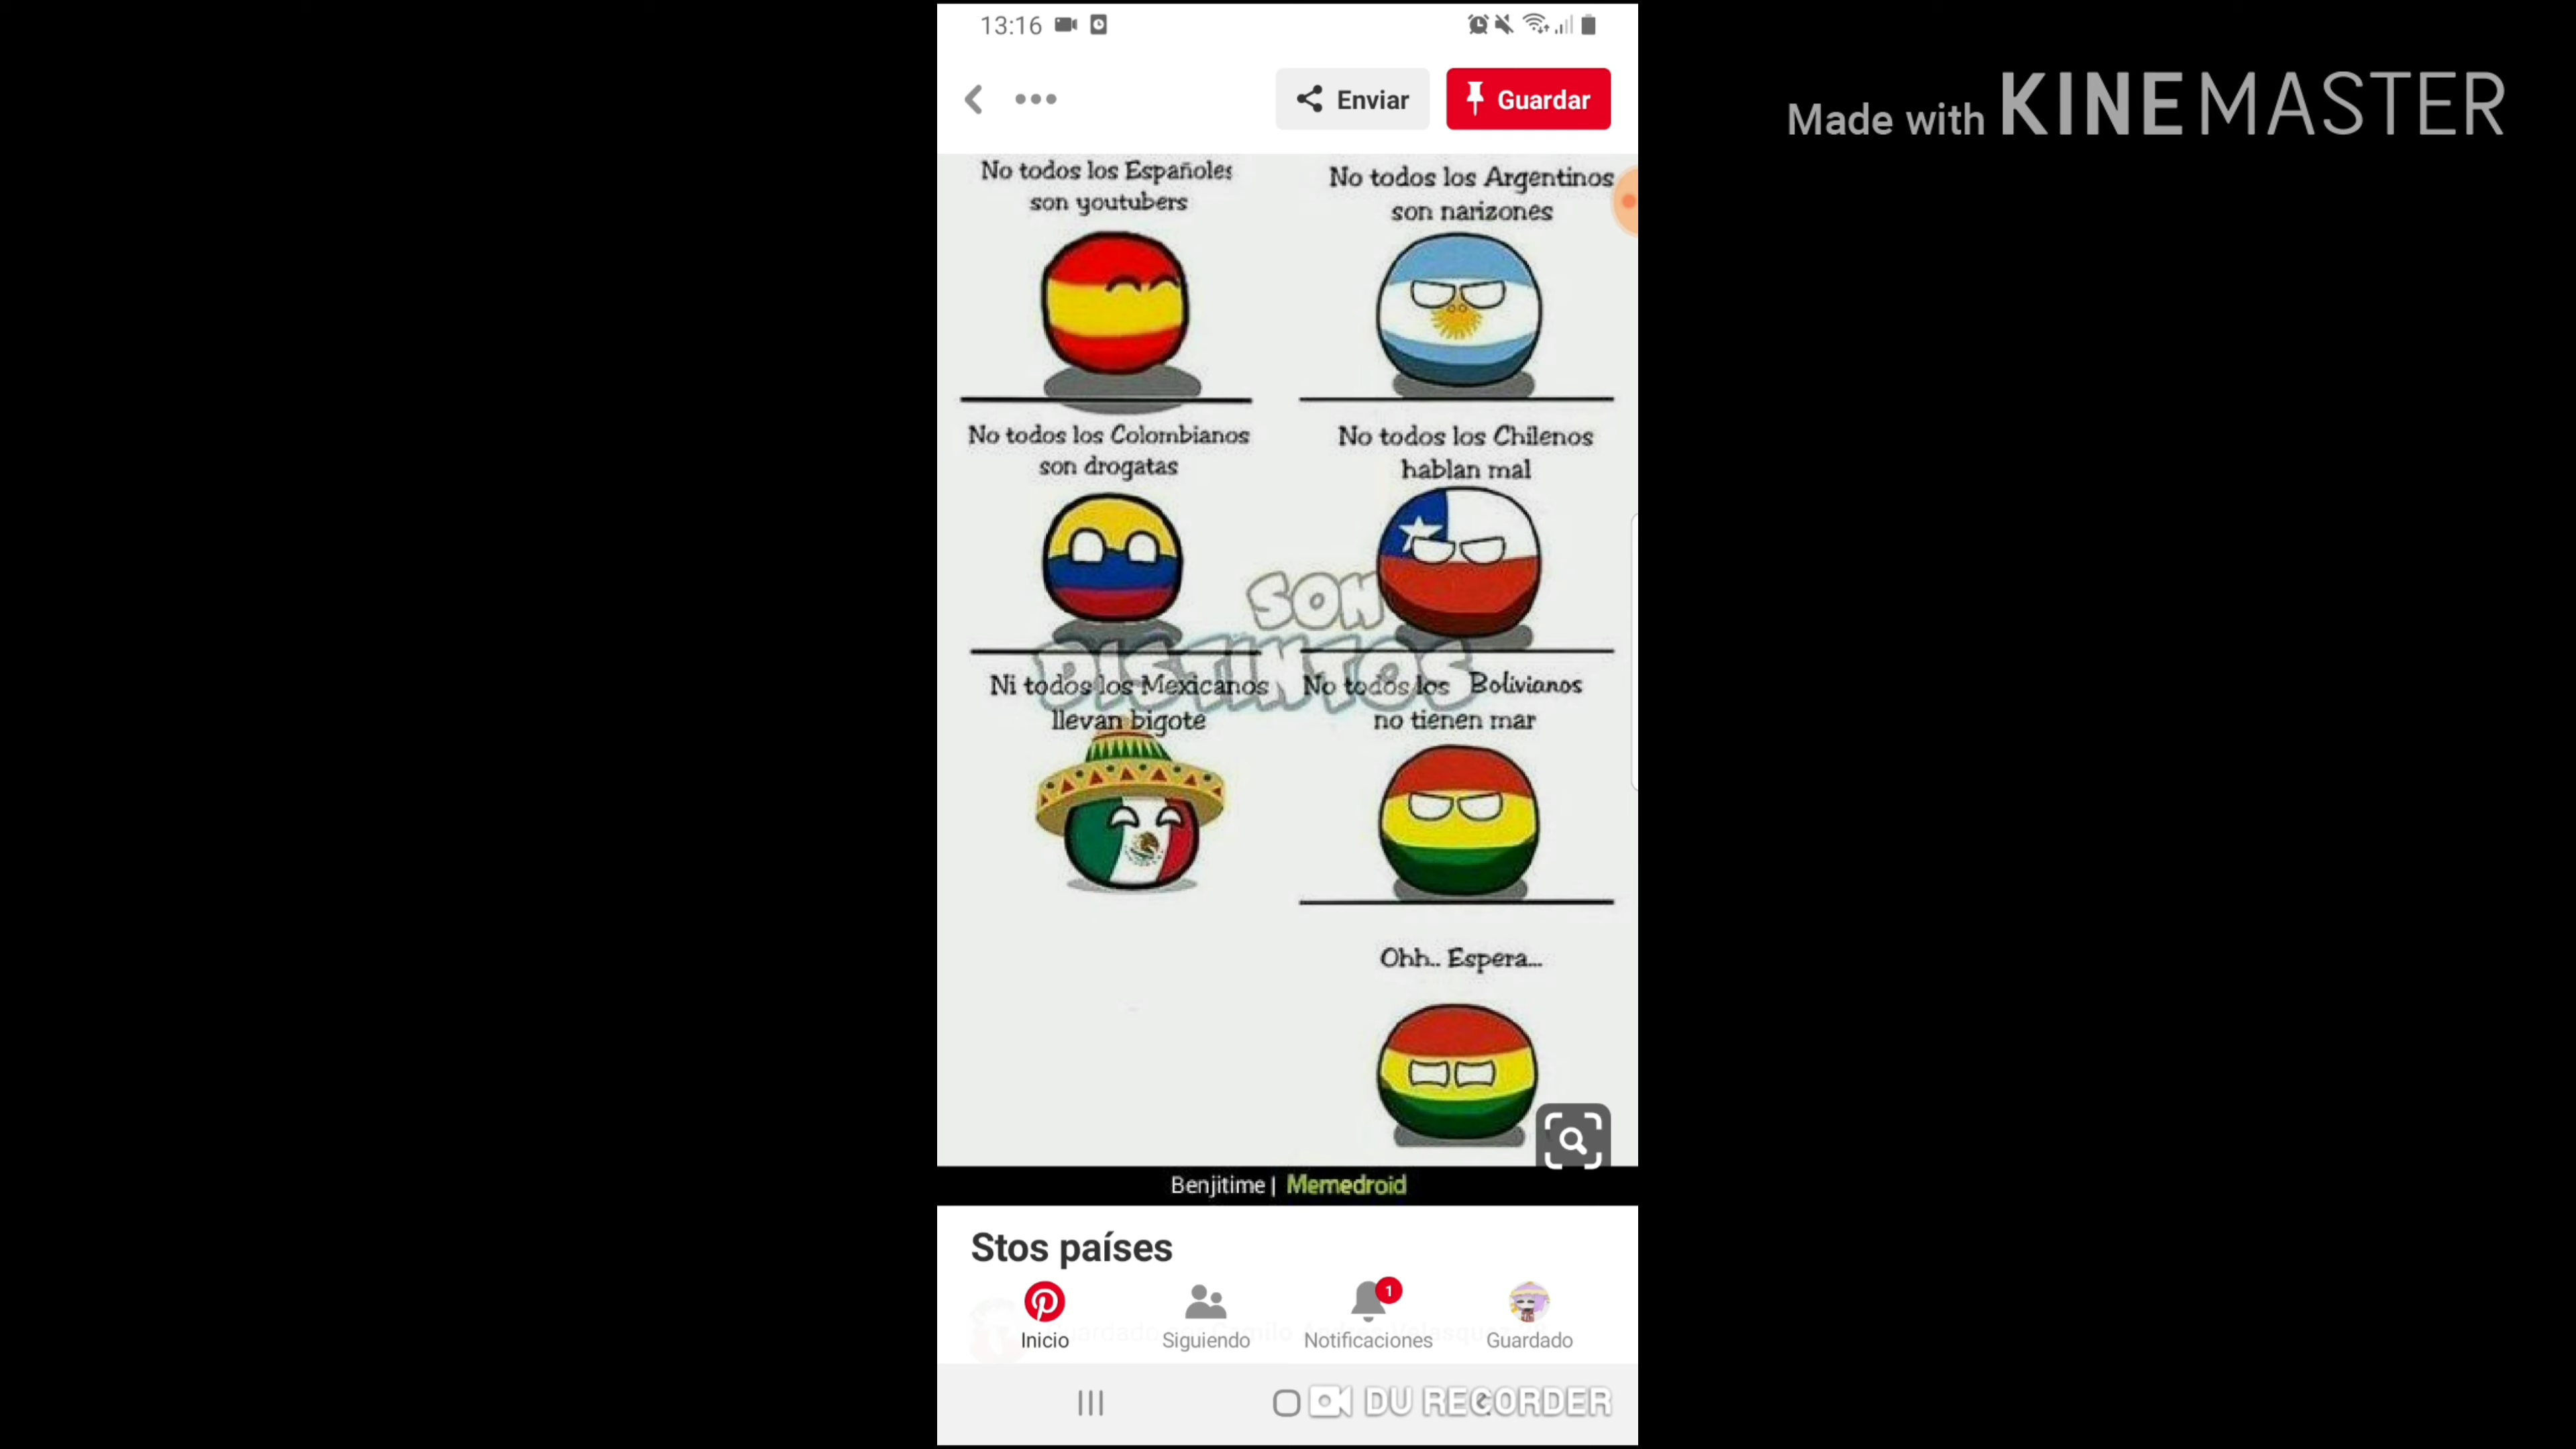 13:16
Made with KINEMASTER
Enviar
Guardar
No todos los Españoles
son youtubers
No todos los Argentinos
son narizones
No todos los Colombianos
son drogatas
No todos los Chilenos
hablan mal
SON
DISTINTOS
Ni todos los Mexicanos
llevan bigote
No todos los Bolivianos
no tienen mar
Ohh.. Espera...
Benjitime | Memedroid
Stos países
1
Inicio
Siguiendo
Notificaciones
Guardado
DU RECORDER